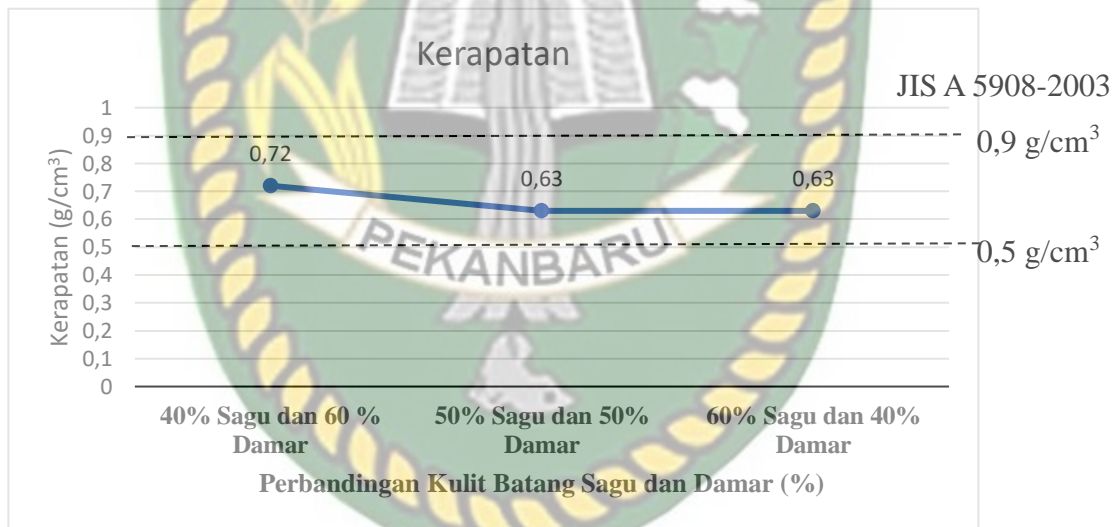 Kerapatan
JIS A 5908-2003
1
0,9
0,9 g/cm³
0,8
0,72
0,7
0,63
0,63
0,6
0,5
0,5 g/cm³
0,4
0,3
0,2
0,1
0
Kerapatan (g/cm³)
PEKANBARU
40% Sagu dan 60 %
Damar
50% Sagu dan 50%
Damar
60% Sagu dan 40%
Damar
Perbandingan Kulit Batang Sagu dan Damar (%)